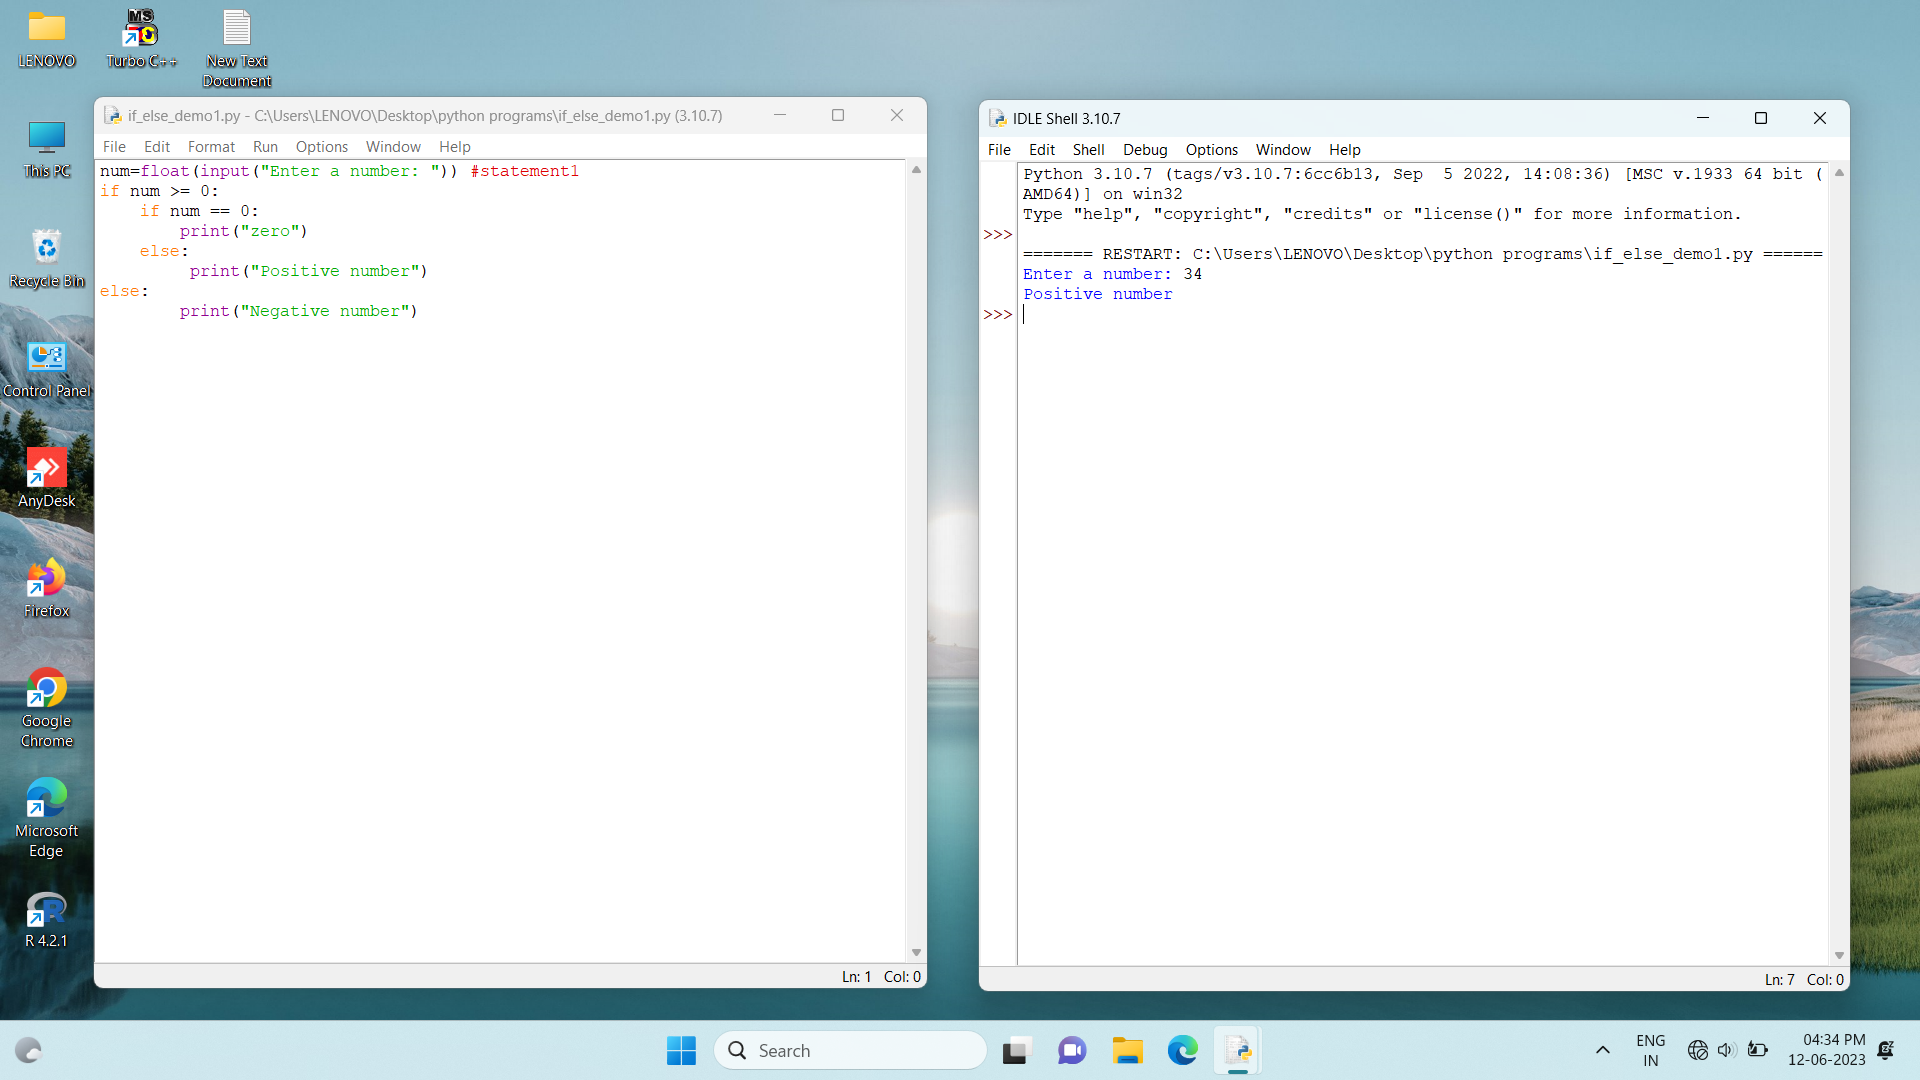 LENOVO
Turbo C++
New Text
Document
This PC
Recycle Bin
Control Panel
AnyDesk
Firefox
Google
Chrome
Microsoft
Edge
R 4.2.1
if_else_demo1.py - C:\Users\LENOVO\Desktop\python programs\if_else_demo1.py (3.10.7)
File Edit Format Run Options Window Help
num=float(input("Enter a number: ")) #statement1
if num >= 0:
    if num == 0:
        print("zero")
    else:
         print("Positive number")
else:
        print("Negative number")
Ln: 1 Col: 0
IDLE Shell 3.10.7
File Edit Shell Debug Options Window Help
Python 3.10.7 (tags/v3.10.7:6cc6b13, Sep  5 2022, 14:08:36) [MSC v.1933 64 bit (
AMD64)] on win32
Type "help", "copyright", "credits" or "license()" for more information.
>>>
======= RESTART: C:\Users\LENOVO\Desktop\python programs\if_else_demo1.py ======
Enter a number: 34
Positive number
>>>
Ln: 7 Col: 0
MS
Search
ENG
IN
04:34 PM
12-06-2023